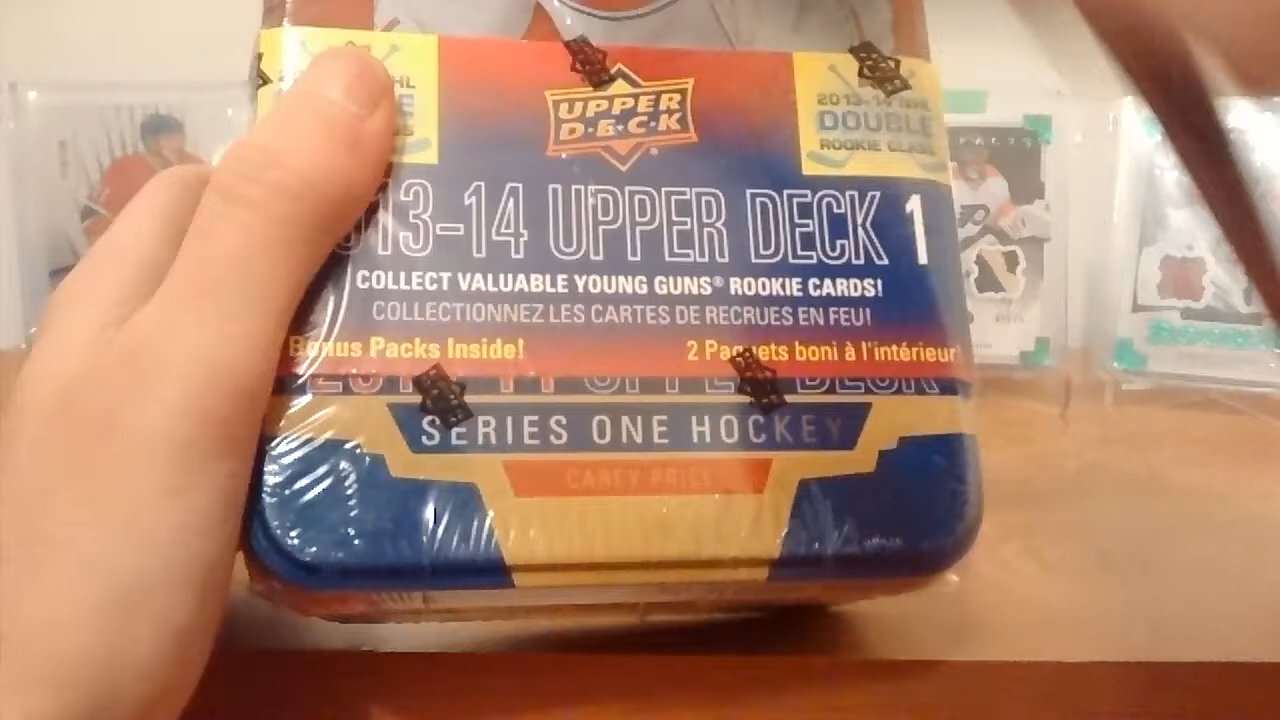 UPPER
D·E·C·K
2013-14 NHL
DOUBLE
ROOKIE CLASS
13-14 UPPER DECK 1
COLLECT VALUABLE YOUNG GUNS® ROOKIE CARDS!
COLLECTIONNEZ LES CARTES DE RECRUES EN FEU!
Bonus Packs Inside!
2 Paquets boni à l'intérieur
UPPER DECK
SERIES ONE HOCKEY
CAREY PRICE